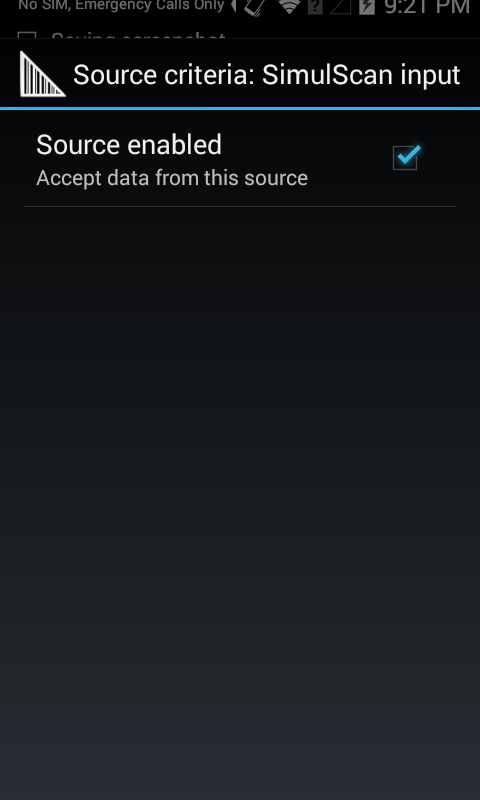 No SIM, Emergency Calls Only 9:21 PM
Saving screenshot
Source criteria: SimulScan input
Source enabled
Accept data from this source